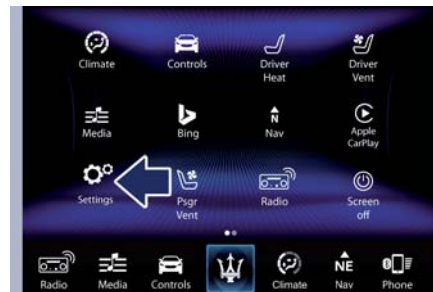 Climate
Controls
Driver
Heat
Driver
Vent
Media
Bing
N
Nav
Apple
CarPlay
Settings
Psgr
Vent
Radio
Screen
off
Radio
Media
Controls
Climate
NE
Nav
Phone